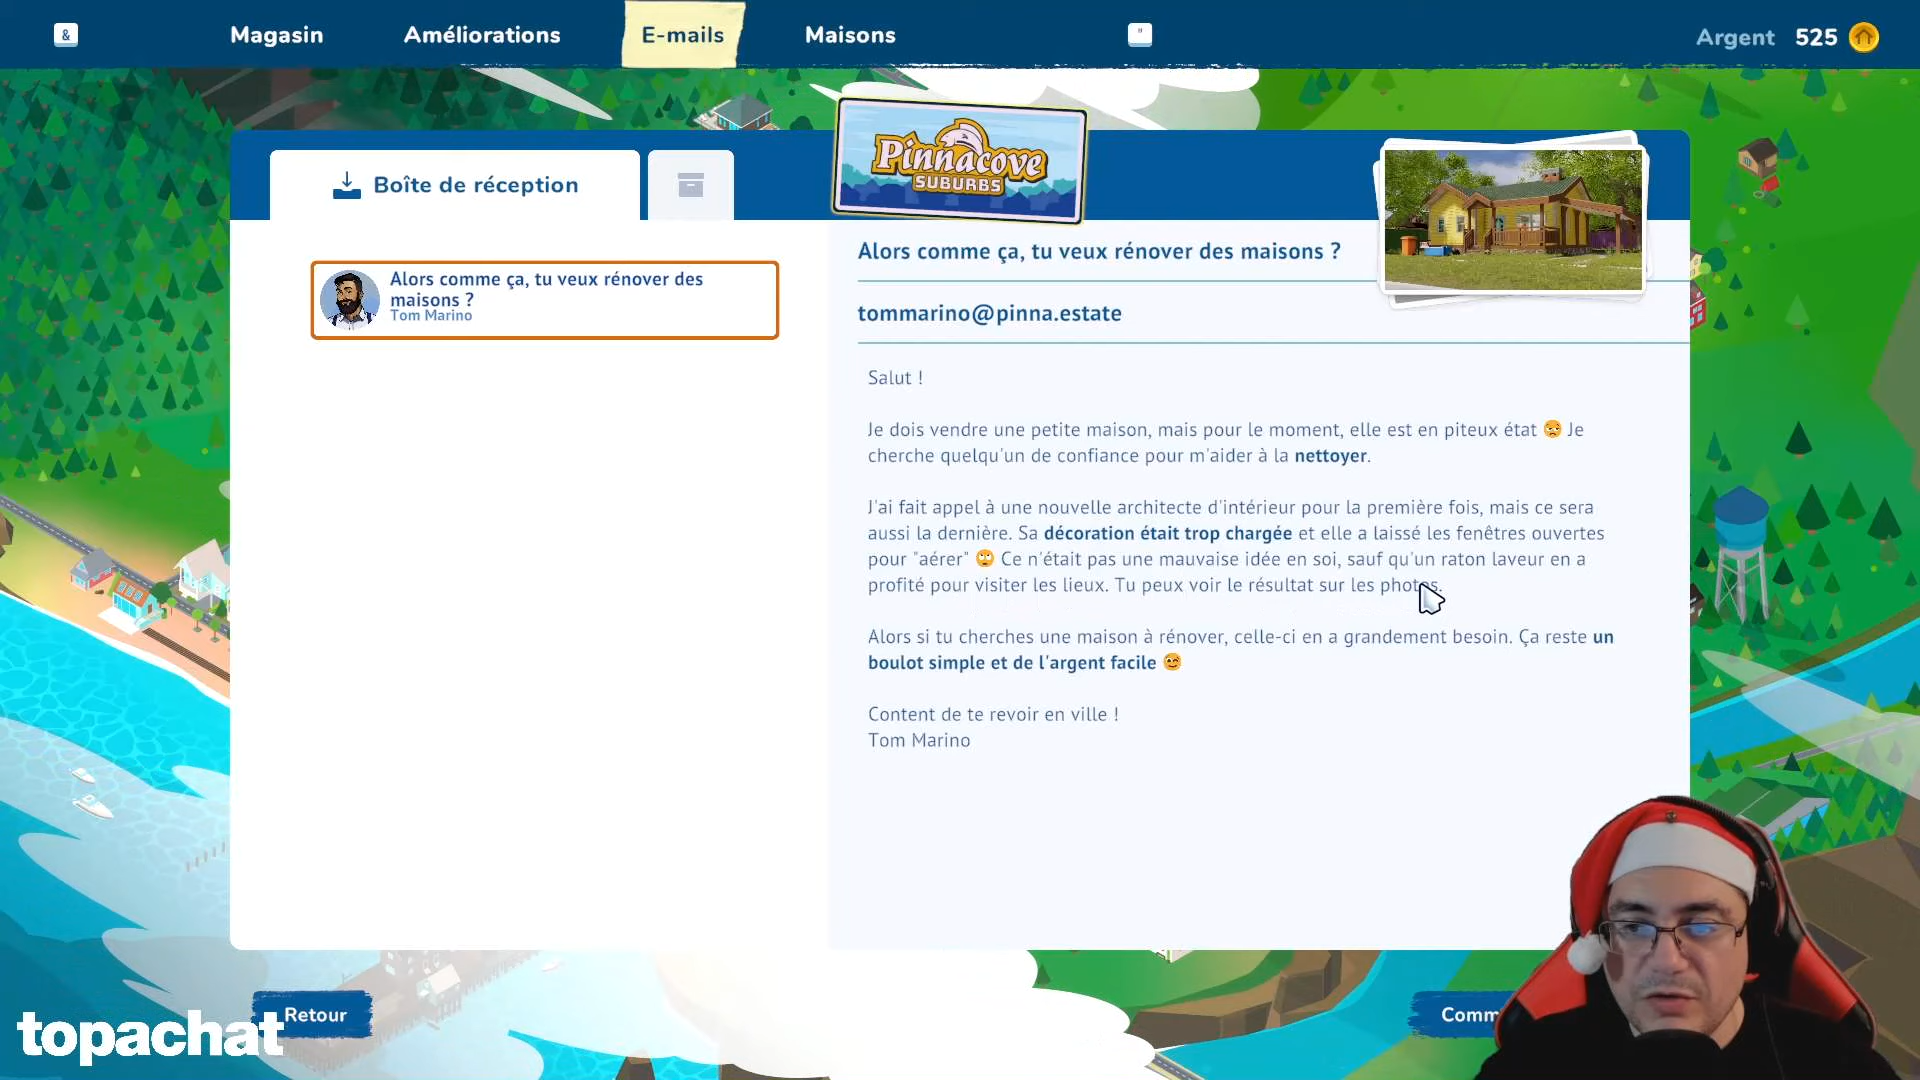 &
Magasin
Améliorations
E-mails
Maisons
"
Argent 525
Boîte de réception
Pinnacove
SUBURBS
Alors comme ça, tu veux rénover des
maisons ?
Tom Marino
Alors comme ça, tu veux rénover des maisons ?
tommarino@pinna.estate
Salut !
Je dois vendre une petite maison, mais pour le moment, elle est en piteux état 😟 Je
cherche quelqu'un de confiance pour m'aider à la nettoyer.
J'ai fait appel à une nouvelle architecte d'intérieur pour la première fois, mais ce sera
aussi la dernière. Sa décoration était trop chargée et elle a laissé les fenêtres ouvertes
pour "aérer" 🙄 Ce n'était pas une mauvaise idée en soi, sauf qu'un raton laveur en a
profité pour visiter les lieux. Tu peux voir le résultat sur les photos.
Alors si tu cherches une maison à rénover, celle-ci en a grandement besoin. Ça reste un
boulot simple et de l'argent facile 😊
Content de te revoir en ville !
Tom Marino
Retour
Comm
topachat